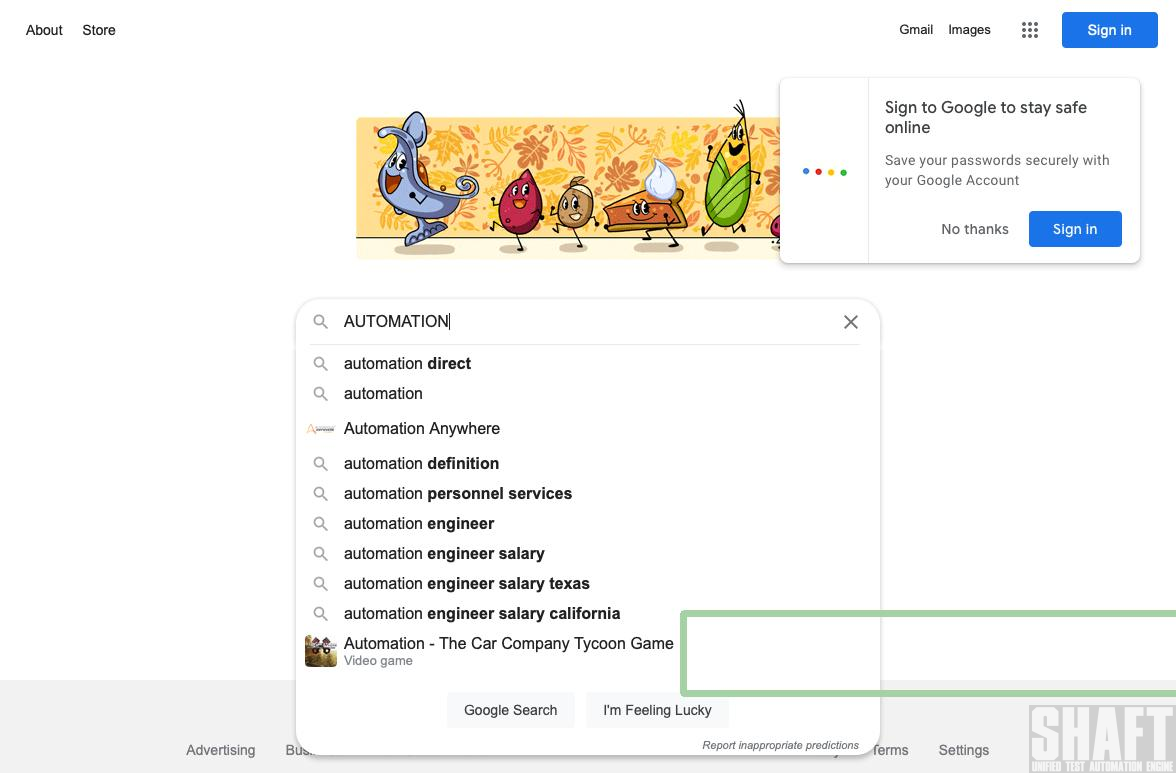 About Store
Gmail Images Sign in
Sign to Google to stay safe
online
Save your passwords securely with
your Google Account
No thanks Sign in
AUTOMATION
automation direct
automation
Automation Anywhere
automation definition
automation personnel services
automation engineer
automation engineer salary
automation engineer salary texas
automation engineer salary california
Automation - The Car Company Tycoon Game
Video game
Google Search I'm Feeling Lucky
Report inappropriate predictions
Advertising Terms Settings
SHAFT
UNIFIED TEST AUTOMATION ENGINE